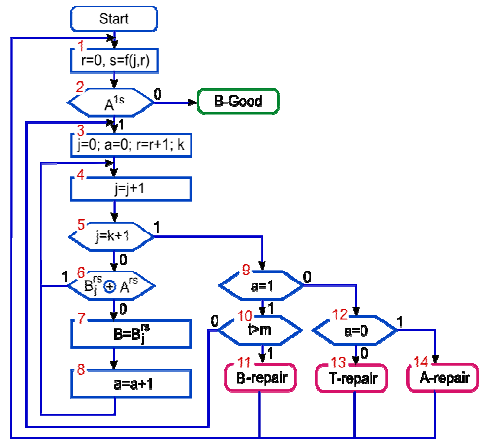 Start
1
r=0, s=f(j,r)
2
A^1s
0
B-Good
1
3
j=0; a=0; r=r+1; k
4
j=j+1
5
j=k+1
1
0
6
B_j^rs ⊕ A^rs
1
0
9
a=1
0
1
7
B=B_j^rs
10
t>m
0
1
12
a=0
1
0
8
a=a+1
11
B-repair
13
T-repair
14
A-repair